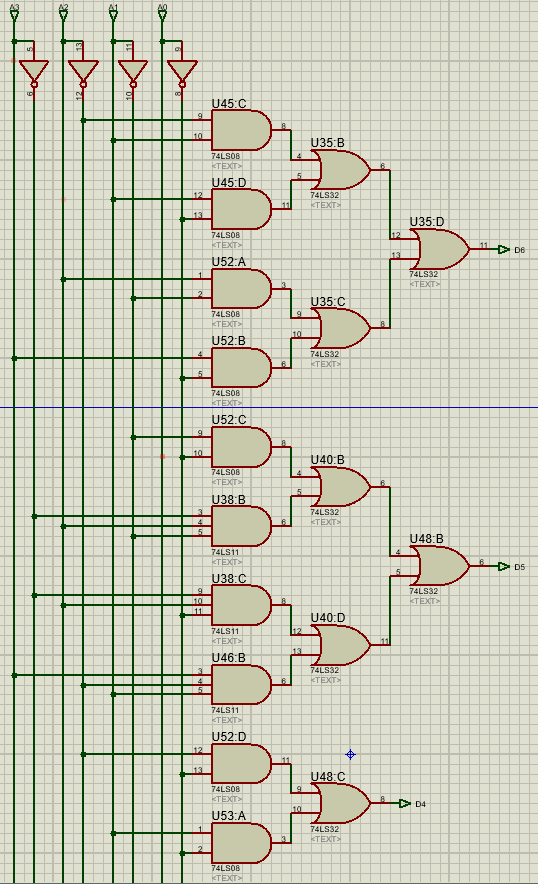 A3 A2 A1 A0
5 13 11 9
6 12 10 8
U45:C
9
10
8
74LS08
<TEXT>
U35:B
4
5
6
74LS32
<TEXT>
U45:D
12
13
11
74LS08
<TEXT>
U35:D
12
13
11
D6
74LS32
<TEXT>
U52:A
1
2
3
74LS08
<TEXT>
U35:C
9
10
8
74LS32
<TEXT>
U52:B
4
5
6
74LS08
<TEXT>
U52:C
9
10
8
74LS08
<TEXT>
U40:B
4
5
6
74LS32
<TEXT>
U38:B
3
4
5
6
74LS11
<TEXT>
U48:B
4
5
6
D5
74LS32
<TEXT>
U38:C
9
10
11
8
74LS11
<TEXT>
U40:D
12
13
11
74LS32
<TEXT>
U46:B
3
4
5
6
74LS11
<TEXT>
U52:D
12
13
11
74LS08
<TEXT>
U48:C
9
10
8
D4
74LS32
<TEXT>
U53:A
1
2
3
74LS08
<TEXT>